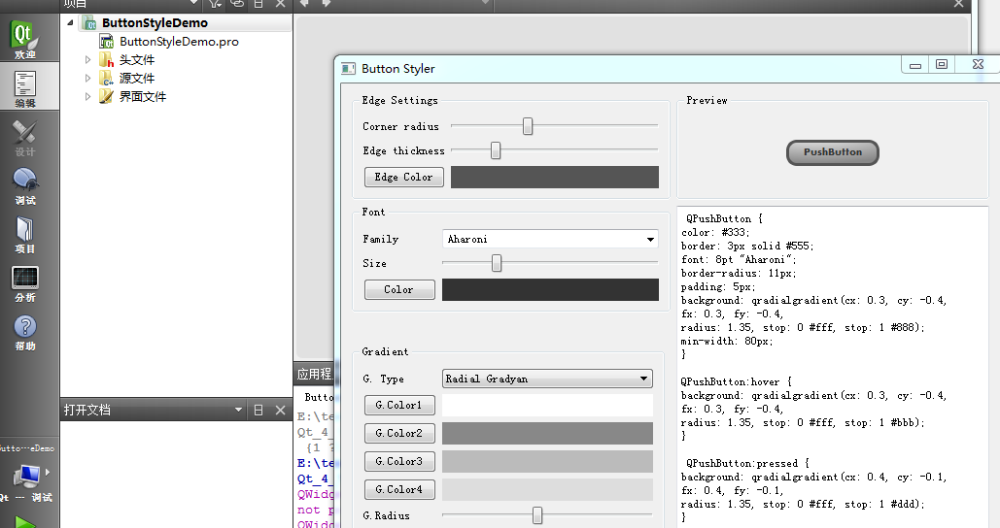 项目
欢迎
编辑
设计
调试
项目
分析
帮助
Qt --- 调试
ButtonStyleDemo
ButtonStyleDemo.pro
头文件
源文件
界面文件
打开文档
应用程
Butto
E:\te
Qt_4_
{1 ?
E:\te
Qt_4_
QWidg
not p
QWidg
Button Styler
Edge Settings
Corner radius
Edge thickness
Edge Color
Font
Family
Aharoni
Size
Color
Gradient
G. Type
Radial Gradyan
G.Color1
G.Color2
G.Color3
G.Color4
G.Radius
Preview
PushButton
QPushButton {
color: #333;
border: 3px solid #555;
font: 8pt "Aharoni";
border-radius: 11px;
padding: 5px;
background: qradialgradient(cx: 0.3, cy: -0.4,
fx: 0.3, fy: -0.4,
radius: 1.35, stop: 0 #fff, stop: 1 #888);
min-width: 80px;
}
QPushButton:hover {
background: qradialgradient(cx: 0.3, cy: -0.4,
fx: 0.3, fy: -0.4,
radius: 1.35, stop: 0 #fff, stop: 1 #bbb);
}
QPushButton:pressed {
background: qradialgradient(cx: 0.4, cy: -0.1,
fx: 0.4, fy: -0.1,
radius: 1.35, stop: 0 #fff, stop: 1 #ddd);
}